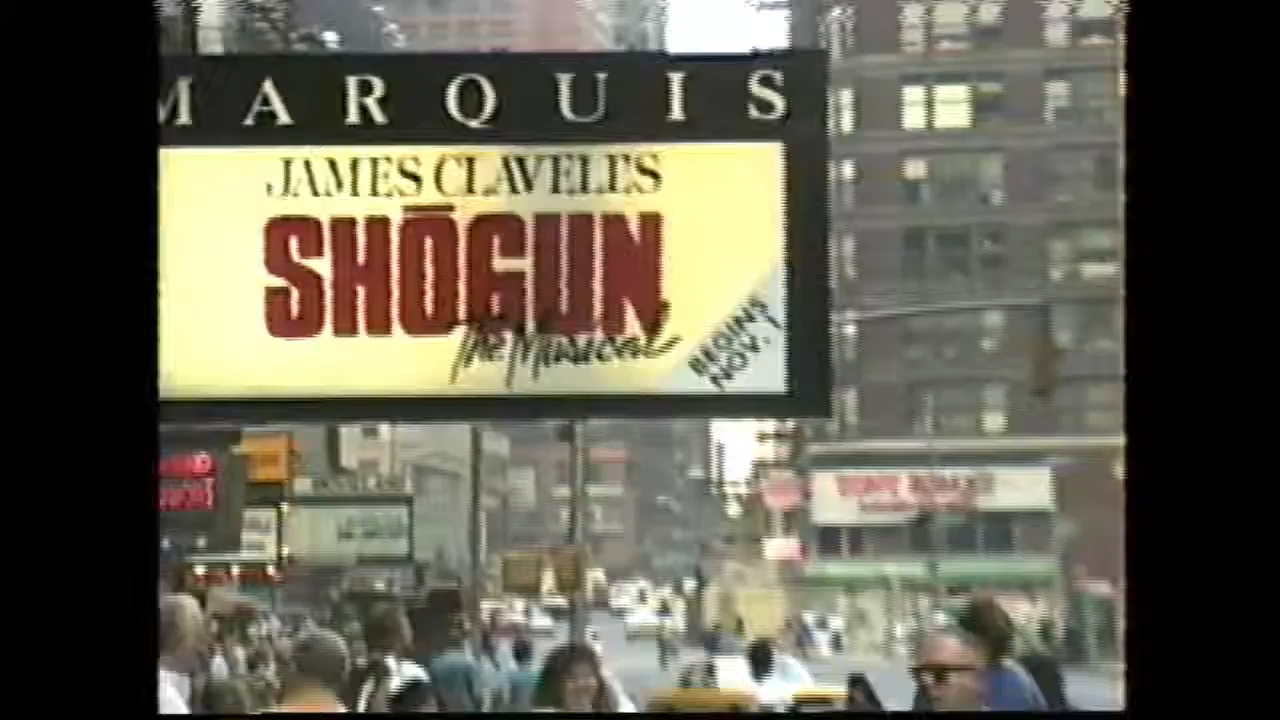 MARQUIS
JAMES CLAVELL'S
SHŌGUN
The Musical
BEGINS
NOV. 1